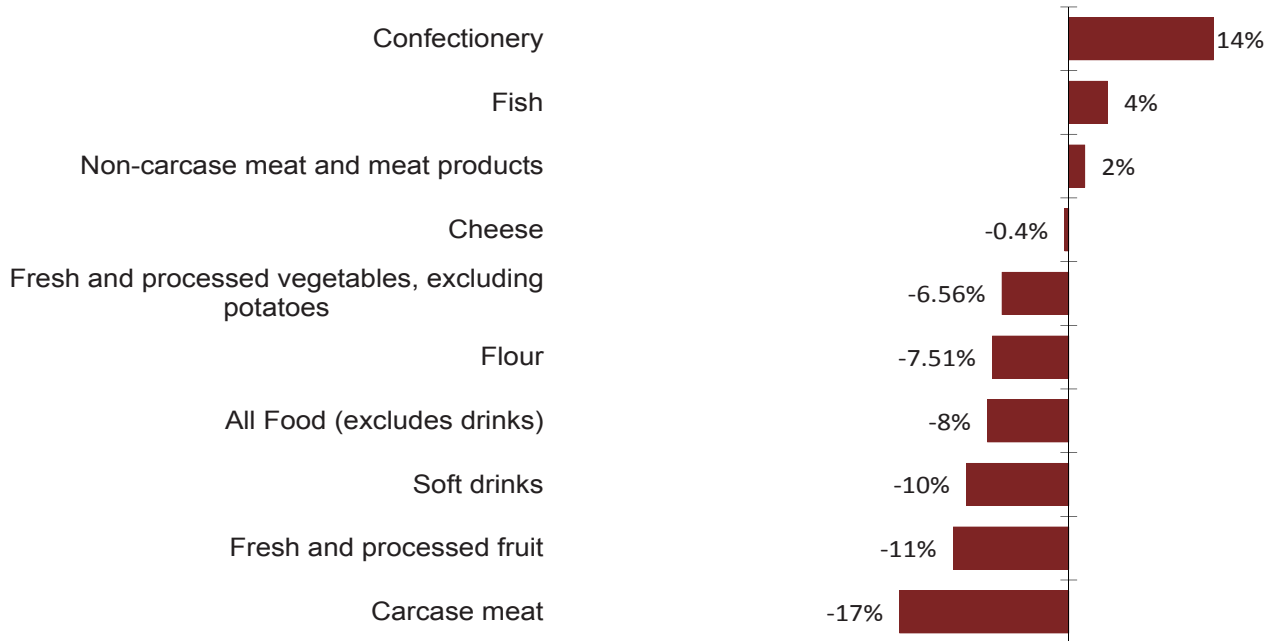 Confectionery
14%
Fish
4%
Non-carcase meat and meat products
2%
Cheese
-0.4%
Fresh and processed vegetables, excluding
potatoes
-6.56%
Flour
-7.51%
All Food (excludes drinks)
-8%
Soft drinks
-10%
Fresh and processed fruit
-11%
Carcase meat
-17%